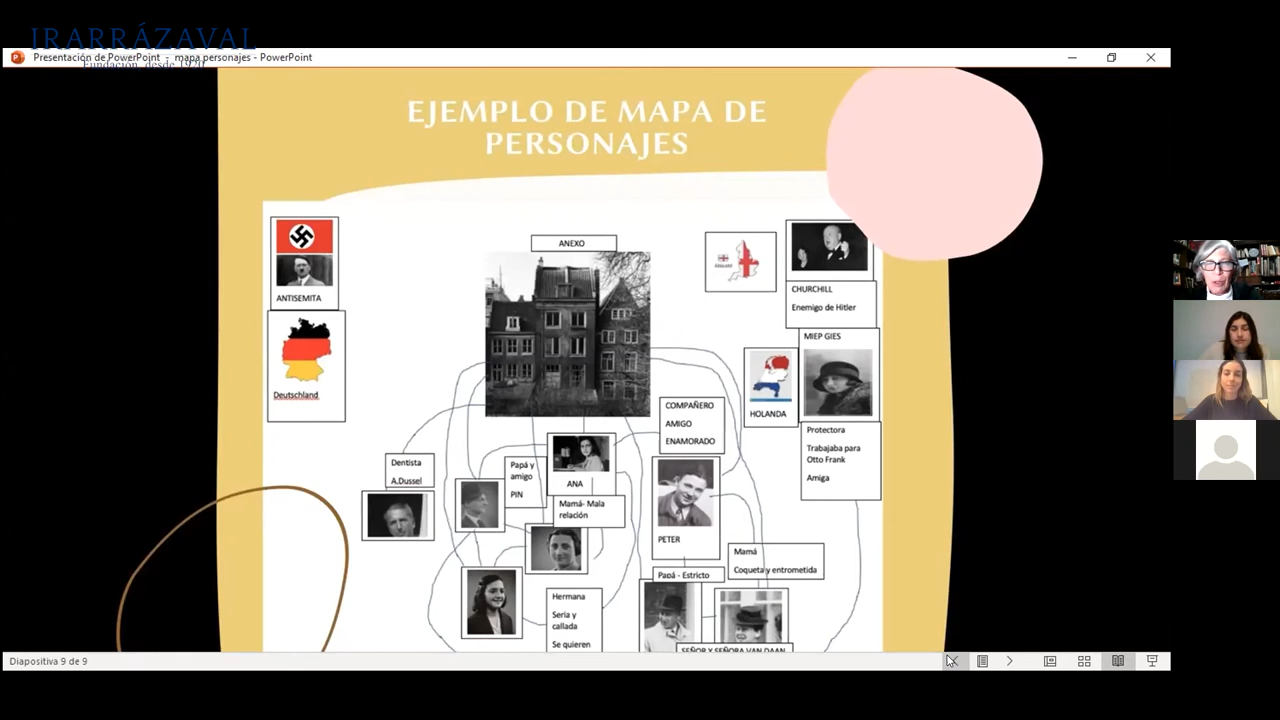 IRARRÁZAVAL
Fundación, desde 1920
Presentación de PowerPoint - mapa personajes - PowerPoint
EJEMPLO DE MAPA DE
PERSONAJES
ANTISEMITA
Deutschland
ANEXO
ENGLAND
CHURCHILL
Enemigo de Hitler
MIEP GIES
HOLANDA
Protectora
Trabajaba para
Otto Frank
Amiga
COMPAÑERO
AMIGO
ENAMORADO
PETER
Dentista
A.Dussel
Papá y
amigo
PIN
ANA
Mamá- Mala
relación
Hermana
Seria y
callada
Se quieren
Papá - Estricto
Mamá
Coqueta y entrometida
SEÑOR Y SEÑORA VAN DAAN
Diapositiva 9 de 9